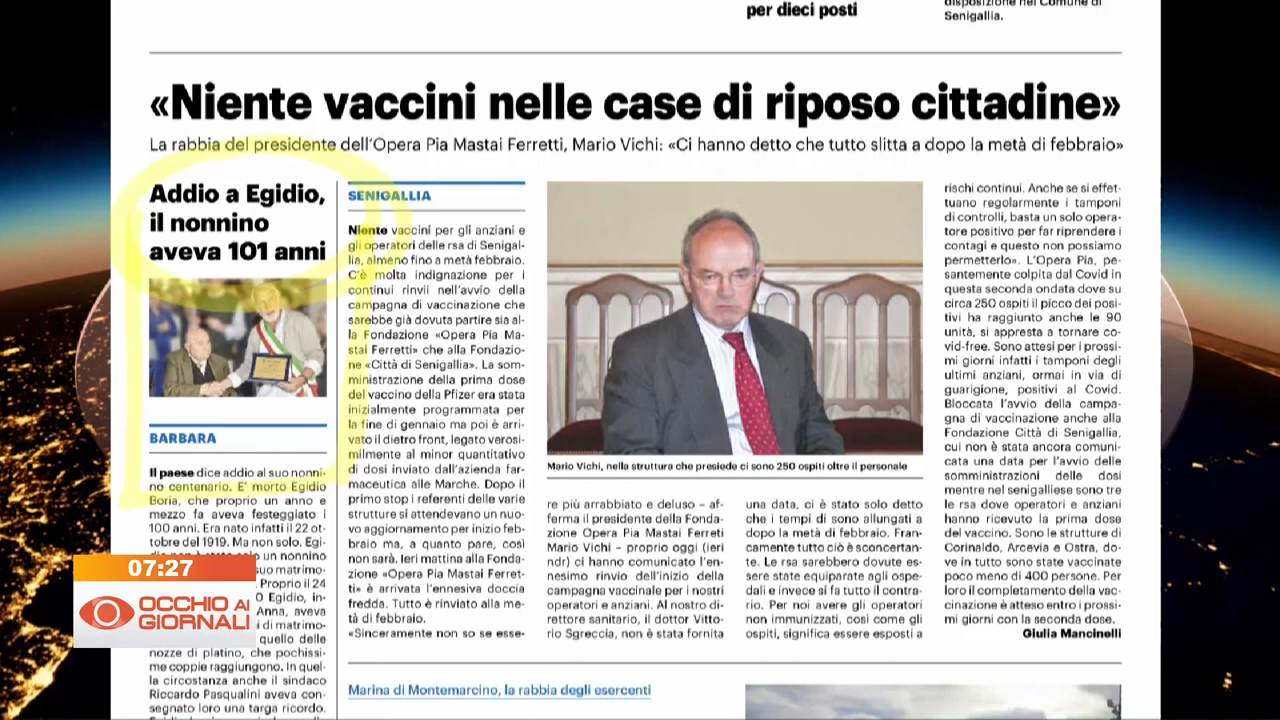 per dieci posti
disposizione nel Comune di
Senigallia.
«Niente vaccini nelle case di riposo cittadine»
La rabbia del presidente dell'Opera Pia Mastai Ferretti, Mario Vichi: «Ci hanno detto che tutto slitta a dopo la metà di febbraio»
Addio a Egidio,
il nonnino
aveva 101 anni
BARBARA
Il paese dice addio al suo nonni-
no centenario. E' morto Egidio
Boria, che proprio un anno e
mezzo fa aveva festeggiato i
100 anni. Era nato infatti il 22 ot-
tobre del 1919. Ma non solo. Egi-
un nonnino
suo matrimo-
Proprio il 24
Egidio, in-
Anna, aveva
di matrimo-
quello delle
nozze di platino, che pochissi-
me coppie raggiungono. In quel-
la circostanza anche il sindaco
Riccardo Pasqualini aveva con-
segnato loro una targa ricordo.
SENIGALLIA
Niente vaccini per gli anziani e
gli operatori delle rsa di Senigal-
lia, almeno fino a metà febbraio.
C'è molta indignazione per i
continui rinvii nell'avvio della
campagna di vaccinazione che
sarebbe già dovuta partire sia al-
la Fondazione «Opera Pia Ma-
stai Ferretti» che alla Fondazio-
ne «Città di Senigallia». La som-
ministrazione della prima dose
del vaccino della Pfizer era stata
inizialmente programmata per
la fine di gennaio ma poi è arri-
vato il dietro front, legato verosi-
milmente al minor quantitativo
di dosi inviato dall'azienda far-
maceutica alle Marche. Dopo il
primo stop i referenti delle varie
strutture si attendevano un nuo-
vo aggiornamento per inizio feb-
braio ma, a quanto pare, così
non sarà. Ieri mattina alla Fonda-
zione «Opera Pia Mastai Ferret-
ti» è arrivata l'ennesima doccia
fredda. Tutto è rinviato alla me-
tà di febbraio.
«Sinceramente non so se esse-
Mario Vichi, nella struttura che presiede ci sono 250 ospiti oltre il personale
re più arrabbiato e deluso – af-
ferma il presidente della Fonda-
zione Opera Pia Mastai Ferreti
Mario Vichi – proprio oggi (ieri
ndr) ci hanno comunicato l'en-
nesimo rinvio dell'inizio della
campagna vaccinale per i nostri
operatori e anziani. Al nostro di-
rettore sanitario, il dottor Vitto-
rio Sgreccia, non è stata fornita
una data, ci è stato solo detto
che i tempi di sono allungati a
dopo la metà di febbraio. Fran-
camente tutto ciò è sconcertan-
te. Le rsa sarebbero dovute es-
sere state equiparate agli ospe-
dali e invece si fa tutto il contra-
rio. Per noi avere gli operatori
non immunizzati, così come gli
ospiti, significa essere esposti a
rischi continui. Anche se si effet-
tuano regolarmente i tamponi
di controlli, basta un solo opera-
tore positivo per far riprendere i
contagi e questo non possiamo
permetterlo». L'Opera Pia, pe-
santemente colpita dal Covid in
questa seconda ondata dove su
circa 250 ospiti il picco dei posi-
tivi ha raggiunto anche le 90
unità, si appresta a tornare co-
vid-free. Sono attesi per i prossi-
mi giorni infatti i tamponi degli
ultimi anziani, ormai in via di
guarigione, positivi al Covid.
Bloccata l'avvio della campa-
gna di vaccinazione anche alla
Fondazione Città di Senigallia,
cui non è stata ancora comuni-
cata una data per l'avvio delle
somministrazioni delle dosi
mentre nel senigalliese sono tre
le rsa dove operatori e anziani
hanno ricevuto la prima dose
del vaccino. Sono le strutture di
Corinaldo, Arcevia e Ostra, do-
ve in tutto sono state vaccinate
poco meno di 400 persone. Per
loro il completamento della vac-
cinazione è atteso entro i prossi-
mi giorni con la seconda dose.
Giulia Mancinelli
Marina di Montemarcino, la rabbia degli esercenti
07:27
OCCHIO AI
GIORNALI